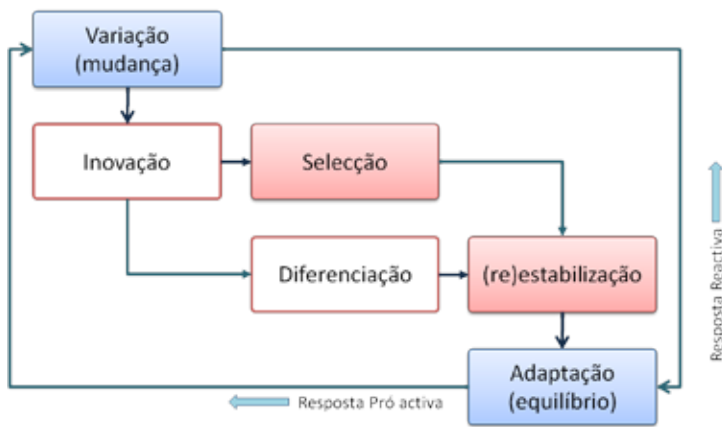 Variação
(mudança)
Inovação
Selecção
Diferenciação
(re)estabilização
Adaptação
(equilíbrio)
Resposta Pró activa
Resposta Reactiva